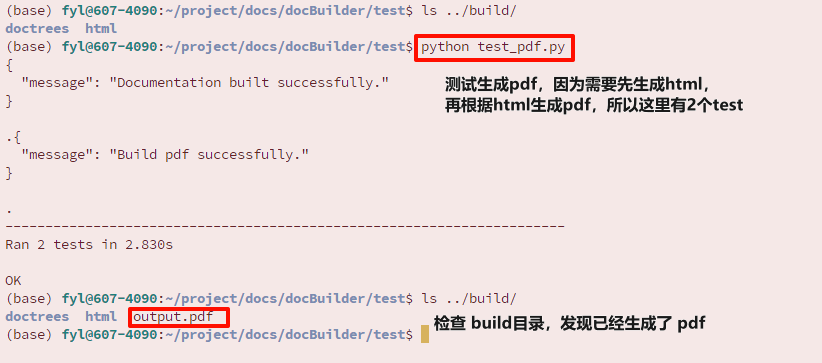 (base) fyl@607-4090:~/project/docs/docBuilder/test$ ls ../build/
doctrees html
(base) fyl@607-4090:~/project/docs/docBuilder/test$ python test_pdf.py
{
"message": "Documentation built successfully."
}
测试生成pdf，因为需要先生成html，
再根据html生成pdf，所以这里有2个test
.{
"message": "Build pdf successfully."
}
.
----------------------------------------------------------------------
Ran 2 tests in 2.830s
OK
(base) fyl@607-4090:~/project/docs/docBuilder/test$ ls ../build/
doctrees html output.pdf
(base) fyl@607-4090:~/project/docs/docBuilder/test$
检查 build目录，发现已经生成了 pdf